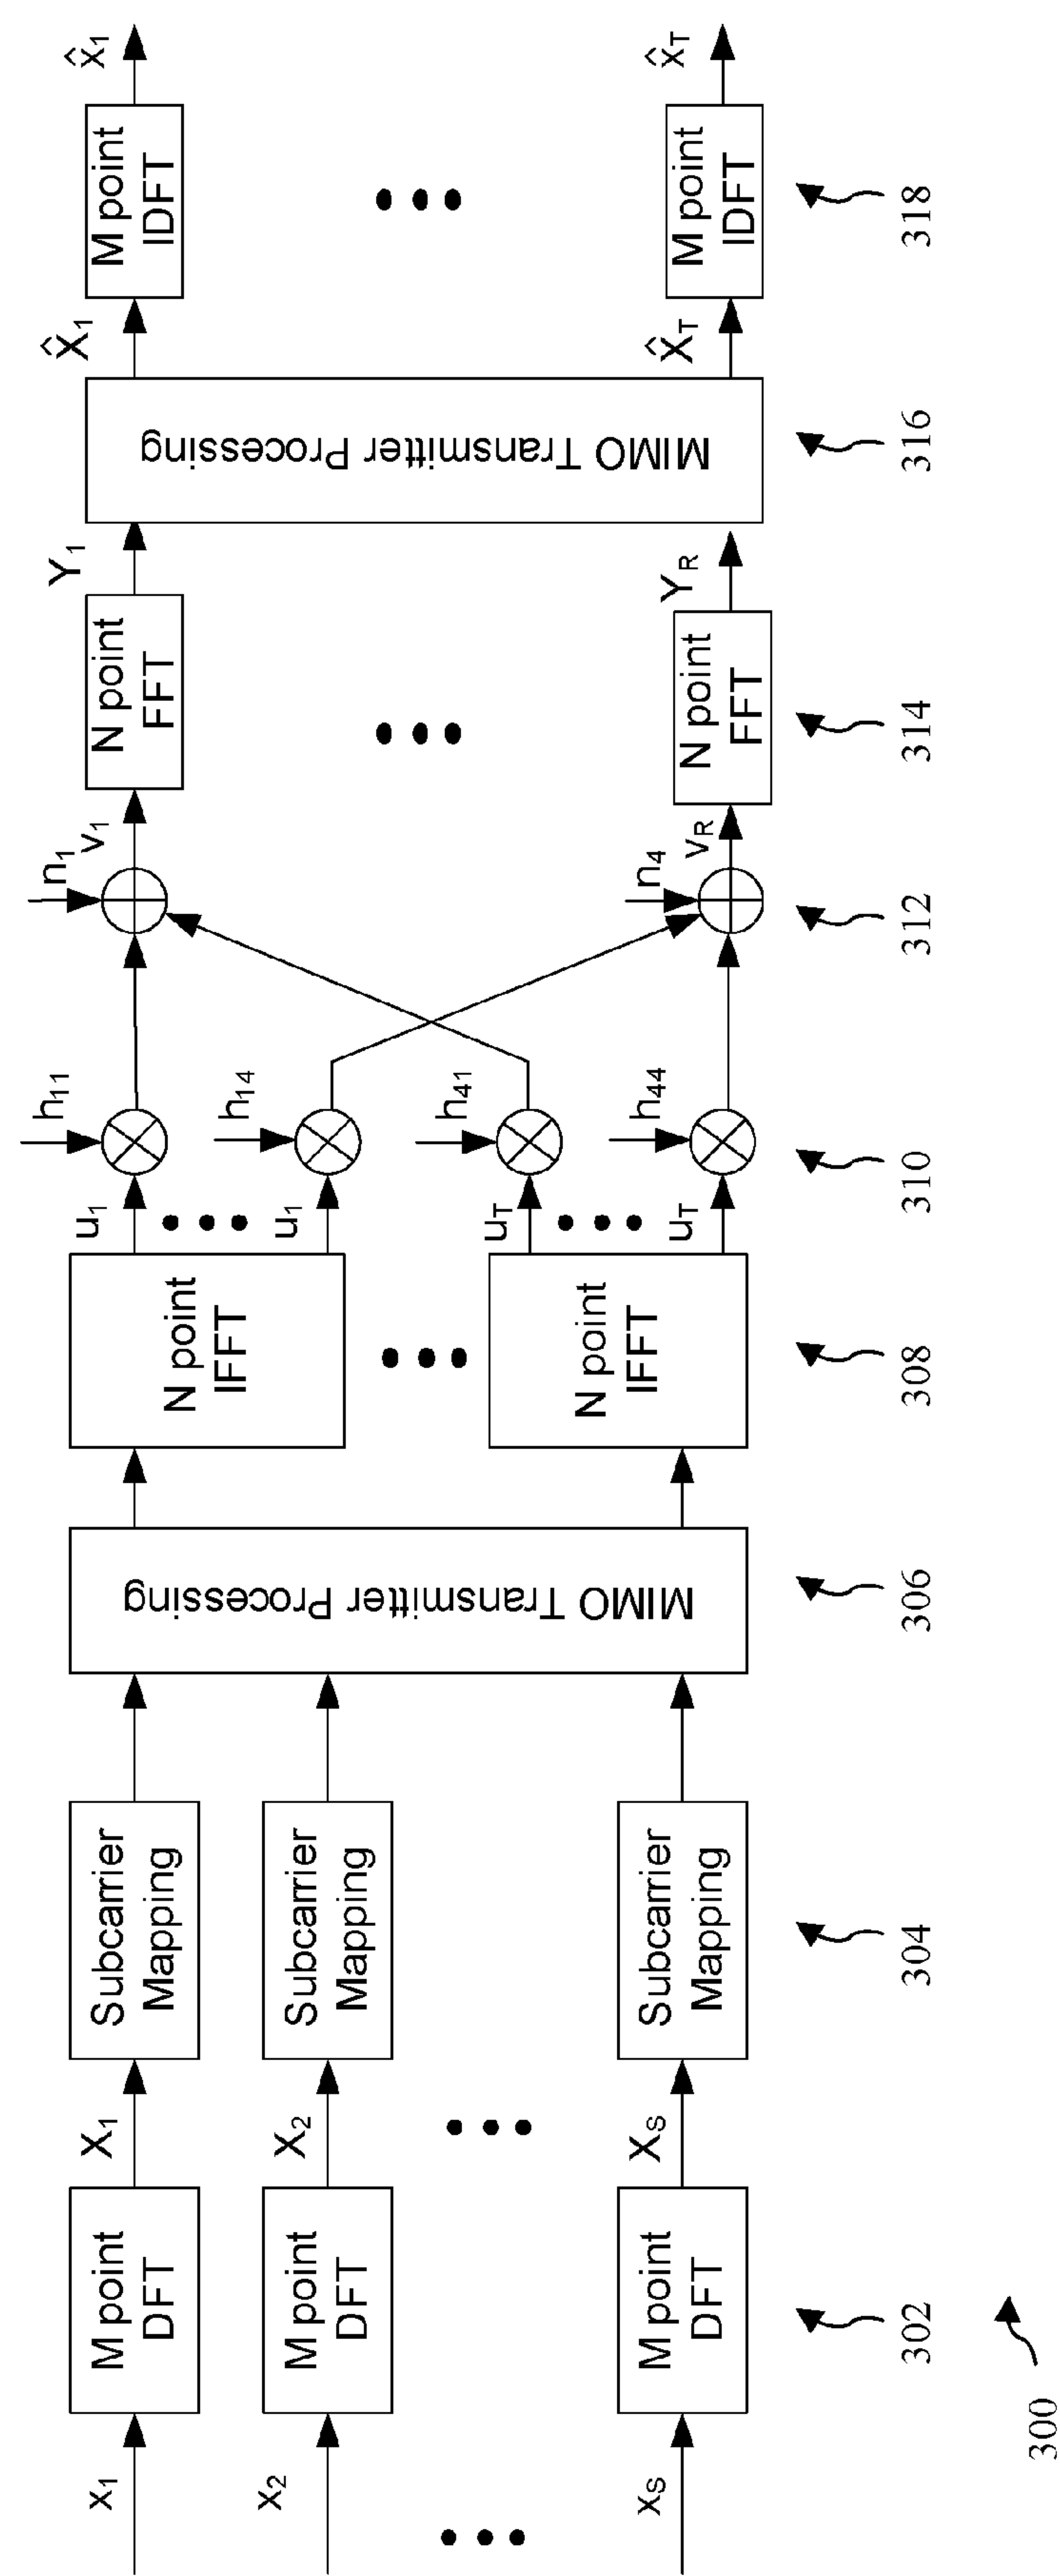 x1
M point
DFT
X1
Subcarrier
Mapping
x2
M point
DFT
X2
Subcarrier
Mapping
xS
M point
DFT
XS
Subcarrier
Mapping
MIMO Transmitter Processing
N point
IFFT
u1
h11
u1
h14
N point
IFFT
uT
h41
uT
h44
n1
v1
N point
FFT
Y1
n4
vR
N point
FFT
YR
MIMO Transmitter Processing
X̂1
M point
IDFT
x̂1
X̂T
M point
IDFT
x̂T
302
304
306
308
310
312
314
316
318
300